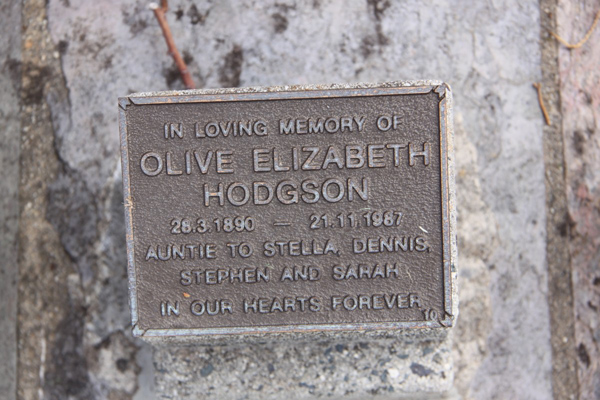 IN LOVING MEMORY OF
OLIVE ELIZABETH
HODGSON
28.3.1890 — 21.11.1987
AUNTIE TO STELLA, DENNIS,
STEPHEN AND SARAH
IN OUR HEARTS FOREVER
10